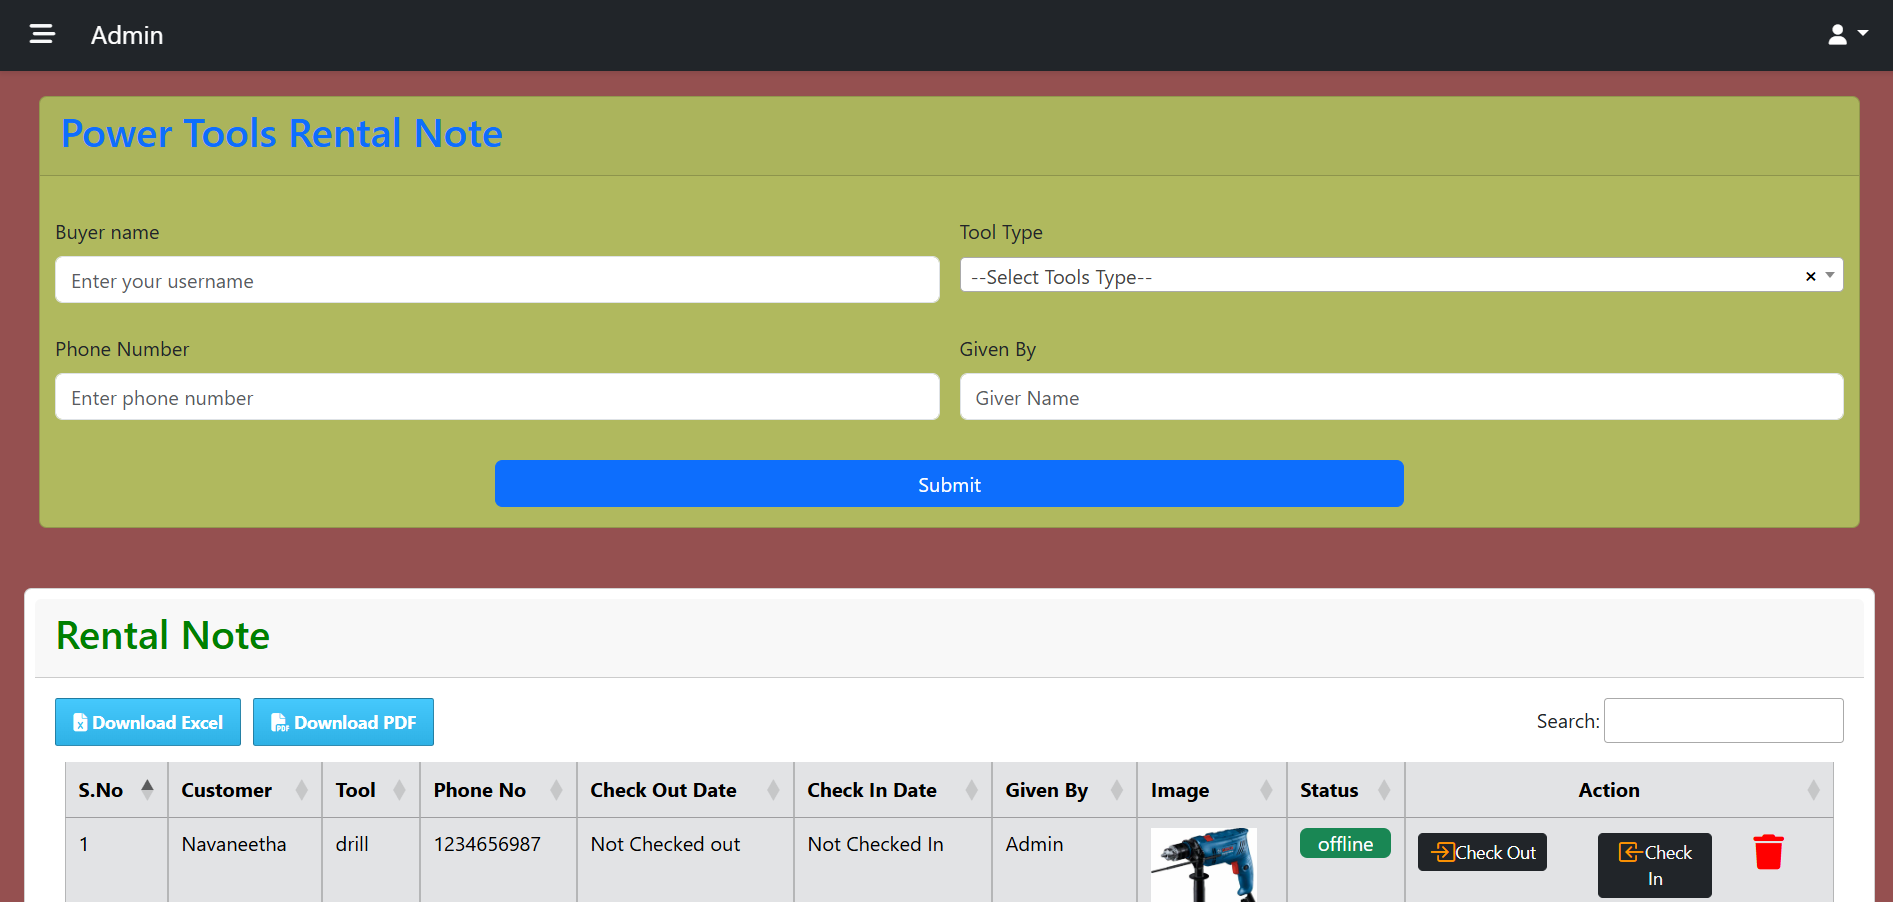 Admin
Power Tools Rental Note
Buyer name
Tool Type
Enter your username
--Select Tools Type--
×
Phone Number
Given By
Enter phone number
Giver Name
Submit
Rental Note
Download Excel
Download PDF
Search:
S.No Customer Tool Phone No Check Out Date Check In Date Given By Image Status Action
1 Navaneetha drill 1234656987 Not Checked out Not Checked In Admin offline Check Out Check
In